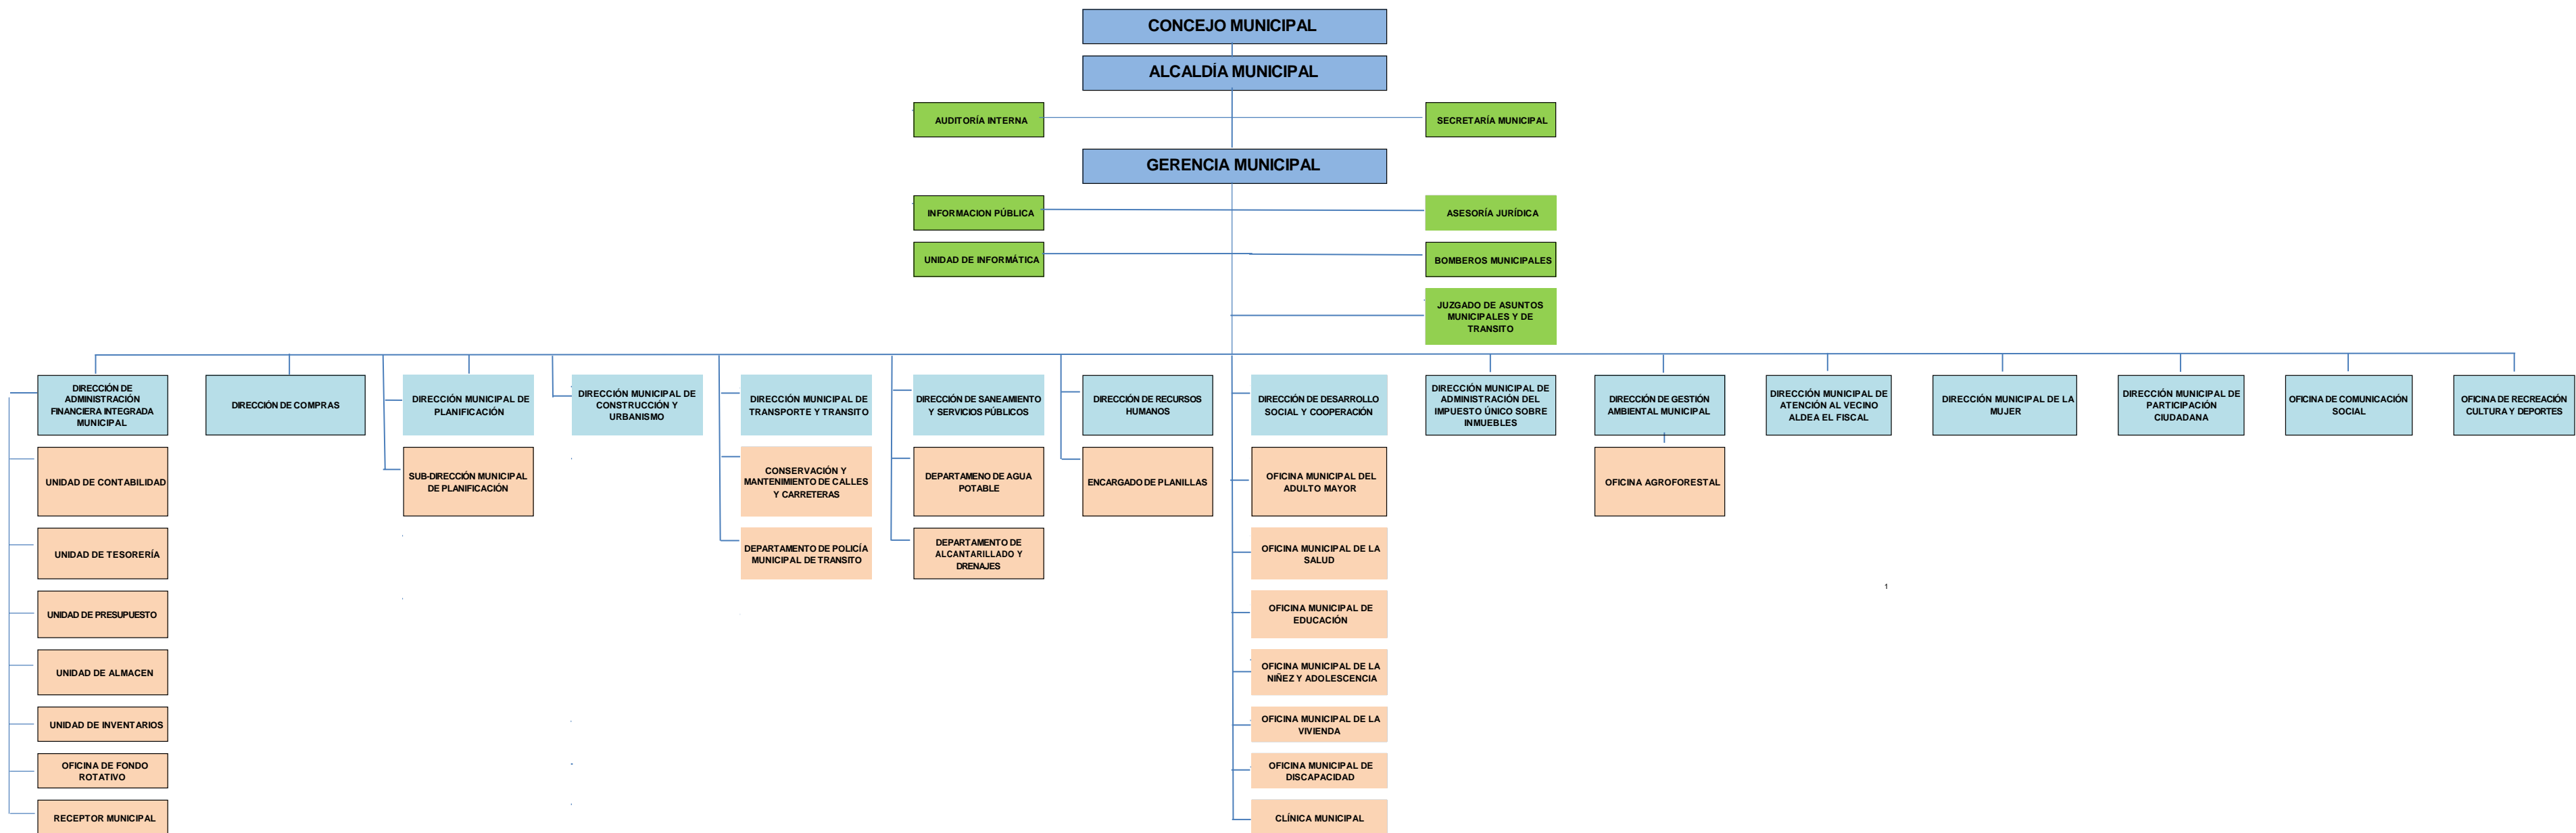 CONCEJO MUNICIPAL
ALCALDÍA MUNICIPAL
AUDITORÍA INTERNA
SECRETARÍA MUNICIPAL
GERENCIA MUNICIPAL
INFORMACION PÚBLICA
ASESORÍA JURÍDICA
UNIDAD DE INFORMÁTICA
BOMBEROS MUNICIPALES
JUZGADO DE ASUNTOS
MUNICIPALES Y DE
TRANSITO
DIRECCIÓN DE
ADMINISTRACIÓN
FINANCIERA INTEGRADA
MUNICIPAL
DIRECCIÓN DE COMPRAS
DIRECCIÓN MUNICIPAL DE
PLANIFICACIÓN
DIRECCIÓN MUNICIPAL DE
CONSTRUCCIÓN Y
URBANISMO
DIRECCIÓN MUNICIPAL DE
TRANSPORTE Y TRANSITO
DIRECCIÓN DE SANEAMIENTO
Y SERVICIOS PÚBLICOS
DIRECCIÓN DE RECURSOS
HUMANOS
DIRECCIÓN DE DESARROLLO
SOCIAL Y COOPERACIÓN
DIRECCIÓN MUNICIPAL DE
ADMINISTRACIÓN DEL
IMPUESTO ÚNICO SOBRE
INMUEBLES
DIRECCIÓN DE GESTIÓN
AMBIENTAL MUNICIPAL
DIRECCIÓN MUNICIPAL DE
ATENCIÓN AL VECINO
ALDEA EL FISCAL
DIRECCIÓN MUNICIPAL DE LA
MUJER
DIRECCIÓN MUNICIPAL DE
PARTICIPACIÓN
CIUDADANA
OFICINA DE COMUNICACIÓN
SOCIAL
OFICINA DE RECREACIÓN
CULTURA Y DEPORTES
UNIDAD DE CONTABILIDAD
SUB-DIRECCIÓN MUNICIPAL
DE PLANIFICACIÓN
CONSERVACIÓN Y
MANTENIMIENTO DE CALLES
Y CARRETERAS
DEPARTAMENO DE AGUA
POTABLE
ENCARGADO DE PLANILLAS
OFICINA MUNICIPAL DEL
ADULTO MAYOR
OFICINA AGROFORESTAL
UNIDAD DE TESORERÍA
DEPARTAMENTO DE POLICÍA
MUNICIPAL DE TRANSITO
DEPARTAMENTO DE
ALCANTARILLADO Y
DRENAJES
OFICINA MUNICIPAL DE LA
SALUD
1
UNIDAD DE PRESUPUESTO
OFICINA MUNICIPAL DE
EDUCACIÓN
UNIDAD DE ALMACEN
OFICINA MUNICIPAL DE LA
NIÑEZ Y ADOLESCENCIA
UNIDAD DE INVENTARIOS
OFICINA MUNICIPAL DE LA
VIVIENDA
OFICINA DE FONDO
ROTATIVO
OFICINA MUNICIPAL DE
DISCAPACIDAD
RECEPTOR MUNICIPAL
CLÍNICA MUNICIPAL